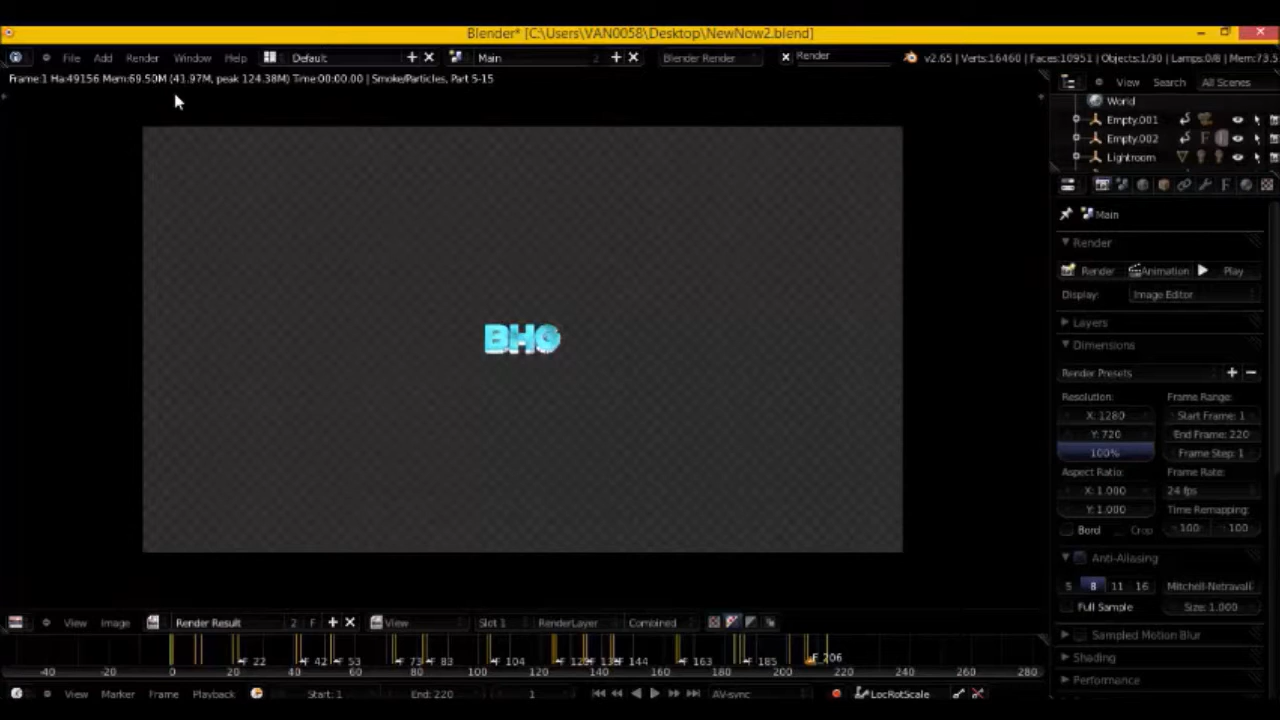 Blender* [C:\Users\VAN0058\Desktop\NewNow2.blend]
File Add Render Window Help Default Main 2 Blender Render Render v2.65 | Verts:16460 | Faces:10951 | Objects:1/30 | Lamps:0/8 | Mem:73.5
Frame:1 Ha:49156 Mem:69.50M (41.97M, peak 124.38M) Time:00:00.00 | Smoke/Particles, Part 5-15
View Search All Scenes
World
Empty.001
Empty.002
Lightroom
Main
Render
Render Animation Play
Display: Image Editor
Layers
Dimensions
Render Presets
Resolution: Frame Range:
X: 1280 Start Frame: 1
Y: 720 End Frame: 220
100% Frame Step: 1
Aspect Ratio: Frame Rate:
X: 1.000 24 fps
Y: 1.000 Time Remapping:
Bord Crop 100 100
Anti-Aliasing
5 8 11 16 Mitchell-Netravali
Full Sample Size: 1.000
Sampled Motion Blur
Shading
Performance
BHG
View Image Render Result 2 F View Slot 1 RenderLayer Combined
F 22 F 42 F 53 F 73 F 83 F 104 F 144 F 163 F 185 F 206
-40 -20 0 20 40 60 80 100 120 140 160 180 200 220 240 260 280
View Marker Frame Playback Start: 1 End: 220 1 AV-sync LocRotScale